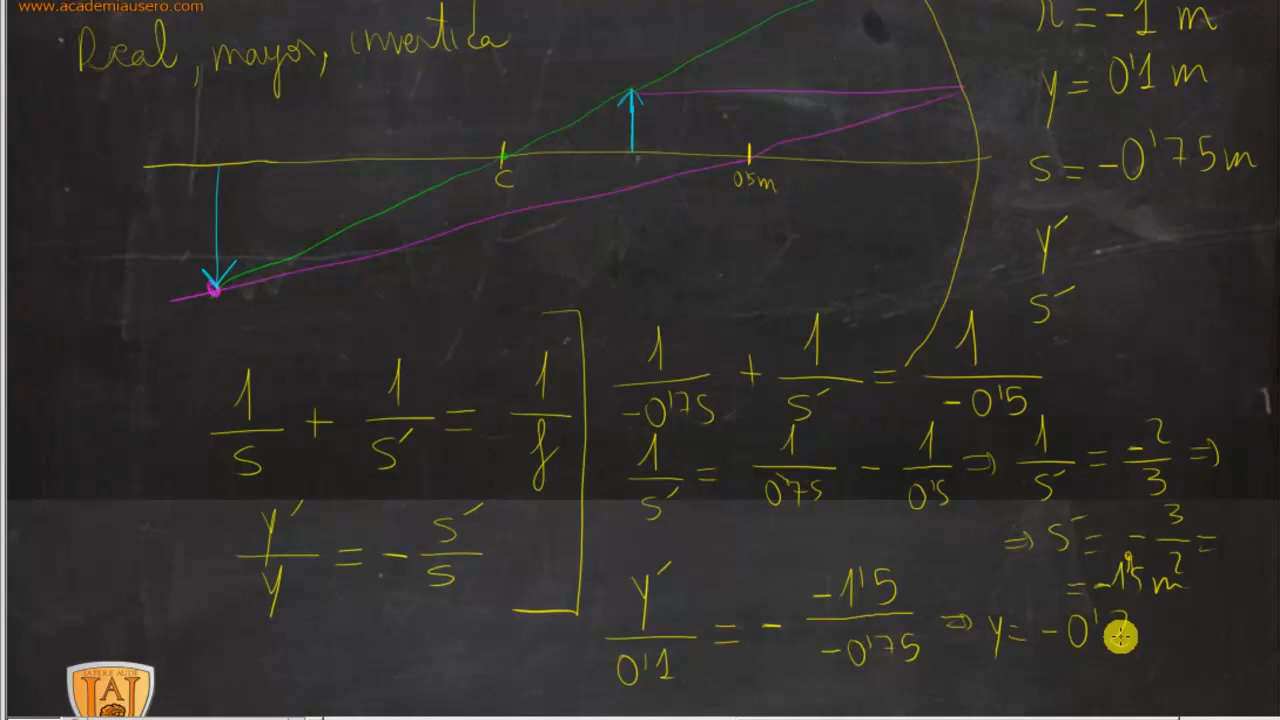 www.academiausero.com
Real, mayor, invertida
r = -1 m
y = 0'1 m
s = -0'75 m
y´
s´
C
0'5m
1/s + 1/s´ = 1/f
y´/y = - s´/s
1/-0'75 + 1/s´ = 1/-0'5
1/s´ = 1/0'75 - 1/0'5 ⇒ 1/s´ = -2/3 ⇒
⇒ s´ = -3/2 =
= -1'5 m
y´/0'1 = - -1'5/-0'75 ⇒ y = -0'2
SAPERE AUDE